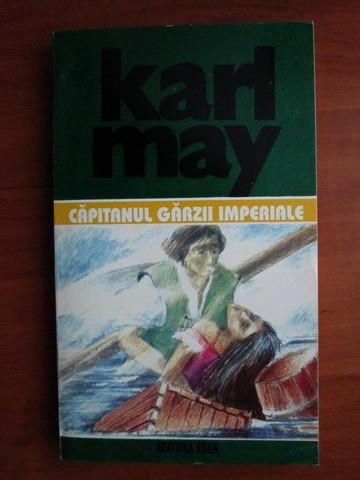 karl
may
CĂPITANUL GĂRZII IMPERIALE
EDITURA EDEN